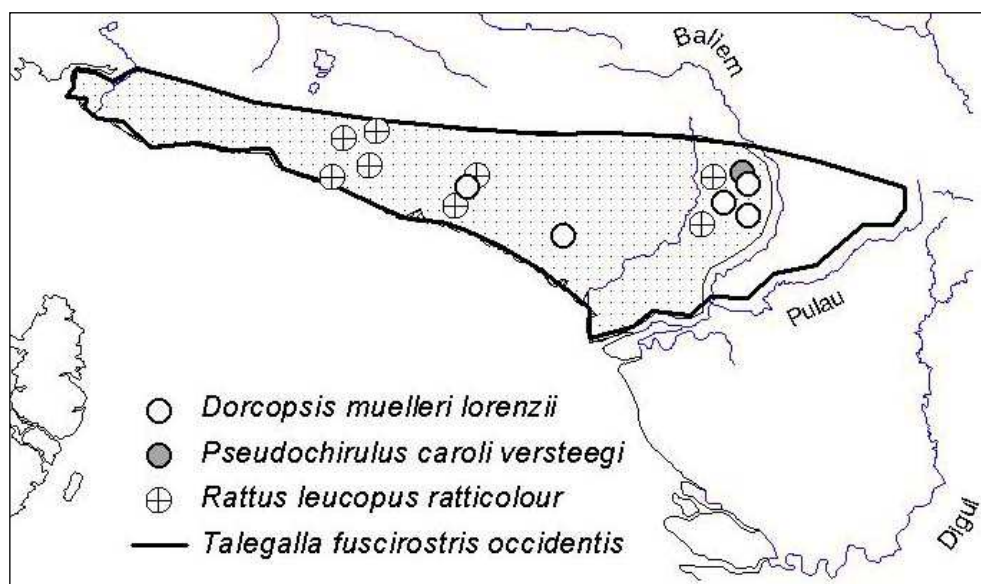 Baliem
Pulau
Digul
Dorcopsis muelleri lorenzii
Pseudochirulus caroli versteegi
Rattus leucopus ratticolour
Talegalla fuscirostris occidentis